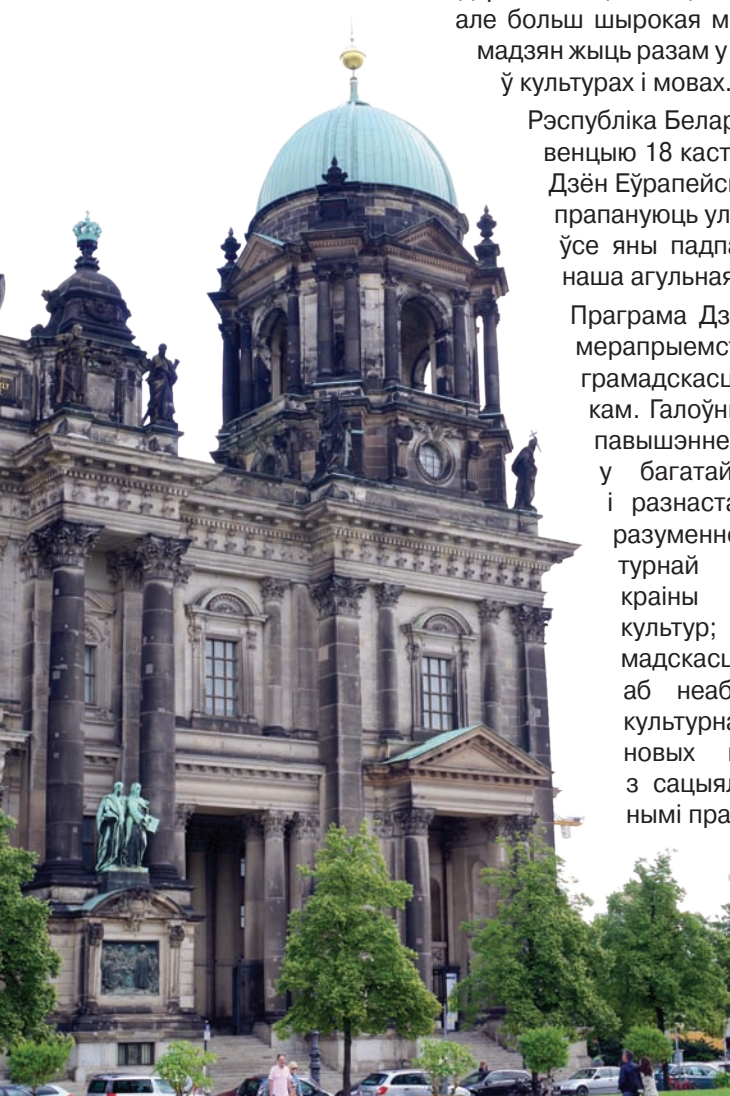 але больш шырокая м
мадзян жыць разам у
ў культурах і мовах.
Рэспубліка Белар
венцыю 18 каст
Дзён Еўрапейс
прапануюць ул
ўсе яны падпа
наша агульная
Праграма Дз
мерапрыемст
грамадскасц
кам. Галоўн
павышэнне
у багатай
і разнаста
разуменн
турнай
краіны
культур;
мадскасц
аб неаб
культурна
новых
з сацыял
нымі пра